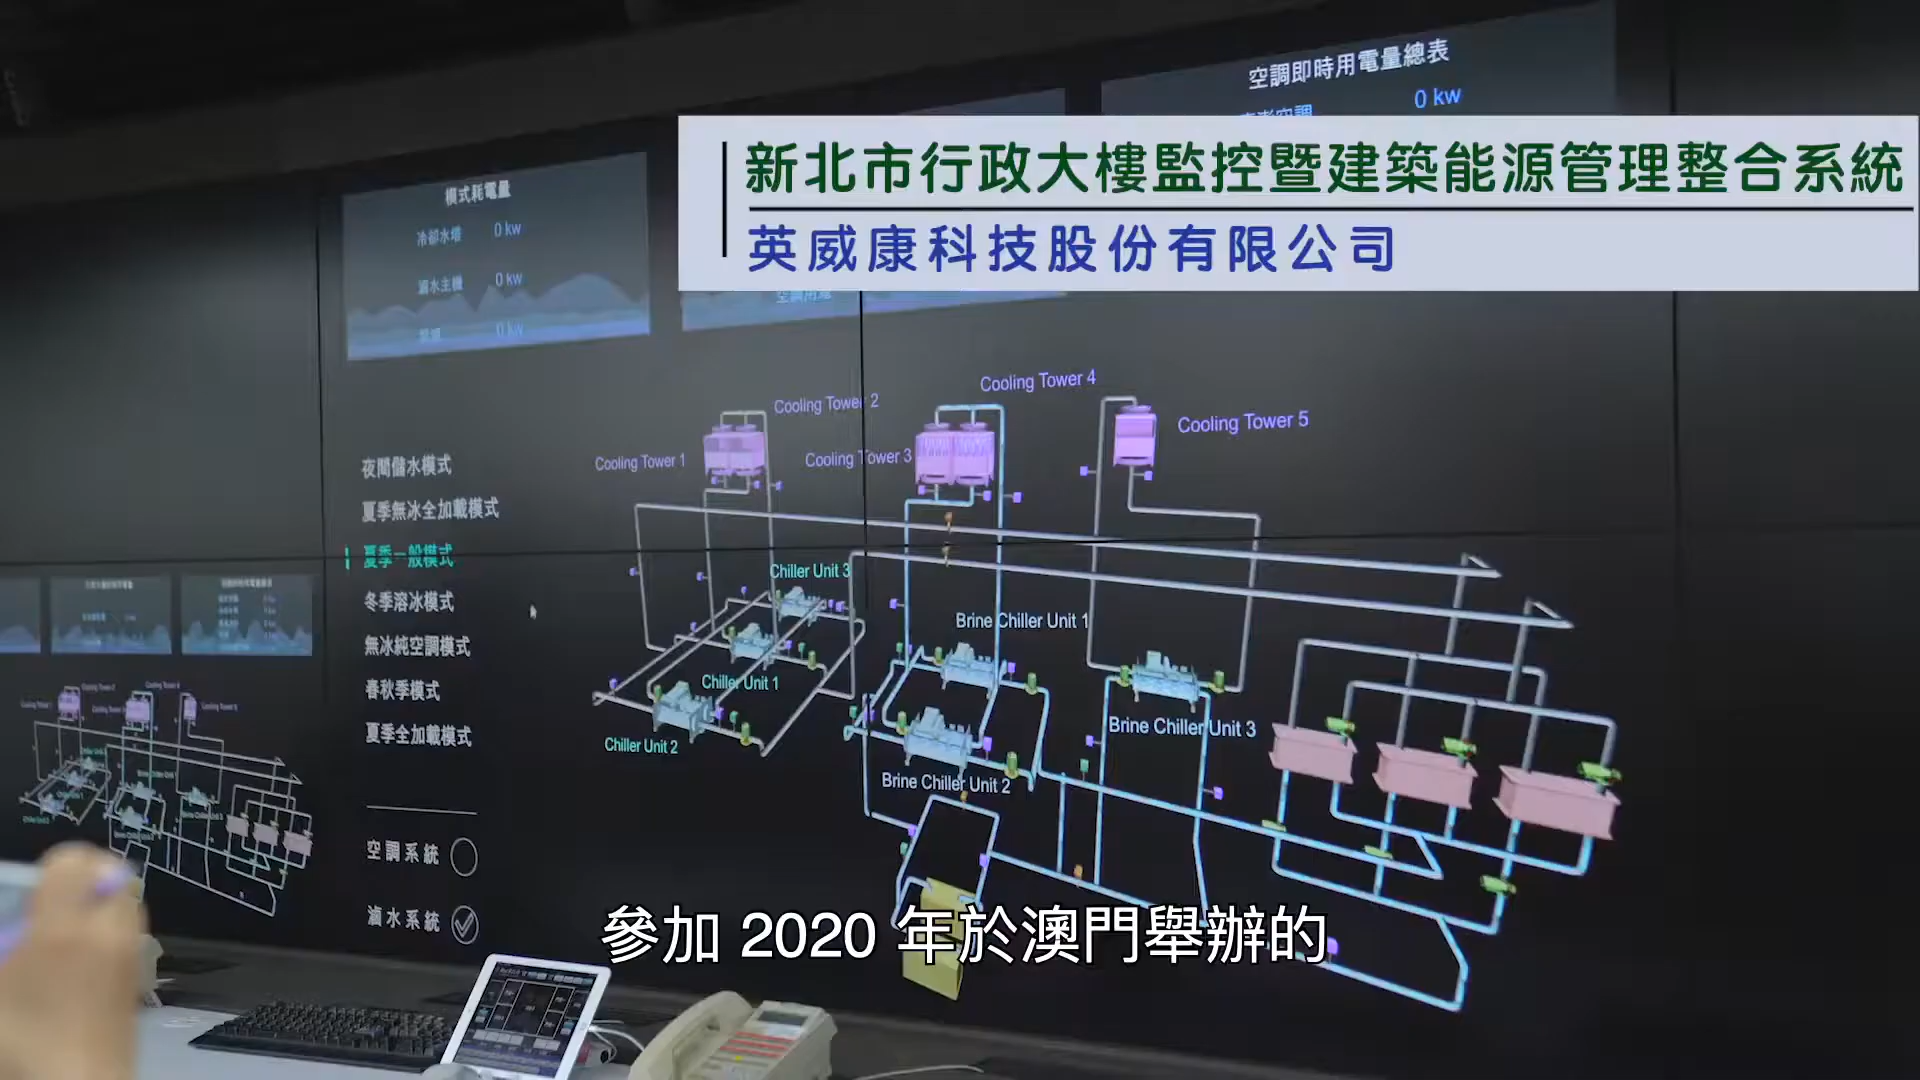 空調即時用電量總表
0 kw
新北市行政大樓監控暨建築能源管理整合系統
英威康科技股份有限公司
模式耗電量
冷卻水塔 0 kw
滷水主機 0 kw
0 kw
空調用電
Cooling Tower 4
Cooling Tower 2
Cooling Tower 5
Cooling Tower 1
Cooling Tower 3
夜間儲水模式
夏季無冰全加載模式
夏季一般模式
冬季溶冰模式
無冰純空調模式
春秋季模式
夏季全加載模式
Chiller Unit 3
Brine Chiller Unit 1
Chiller Unit 1
Chiller Unit 2
Brine Chiller Unit 3
Brine Chiller Unit 2
空調系統
滷水系統
參加 2020 年於澳門舉辦的